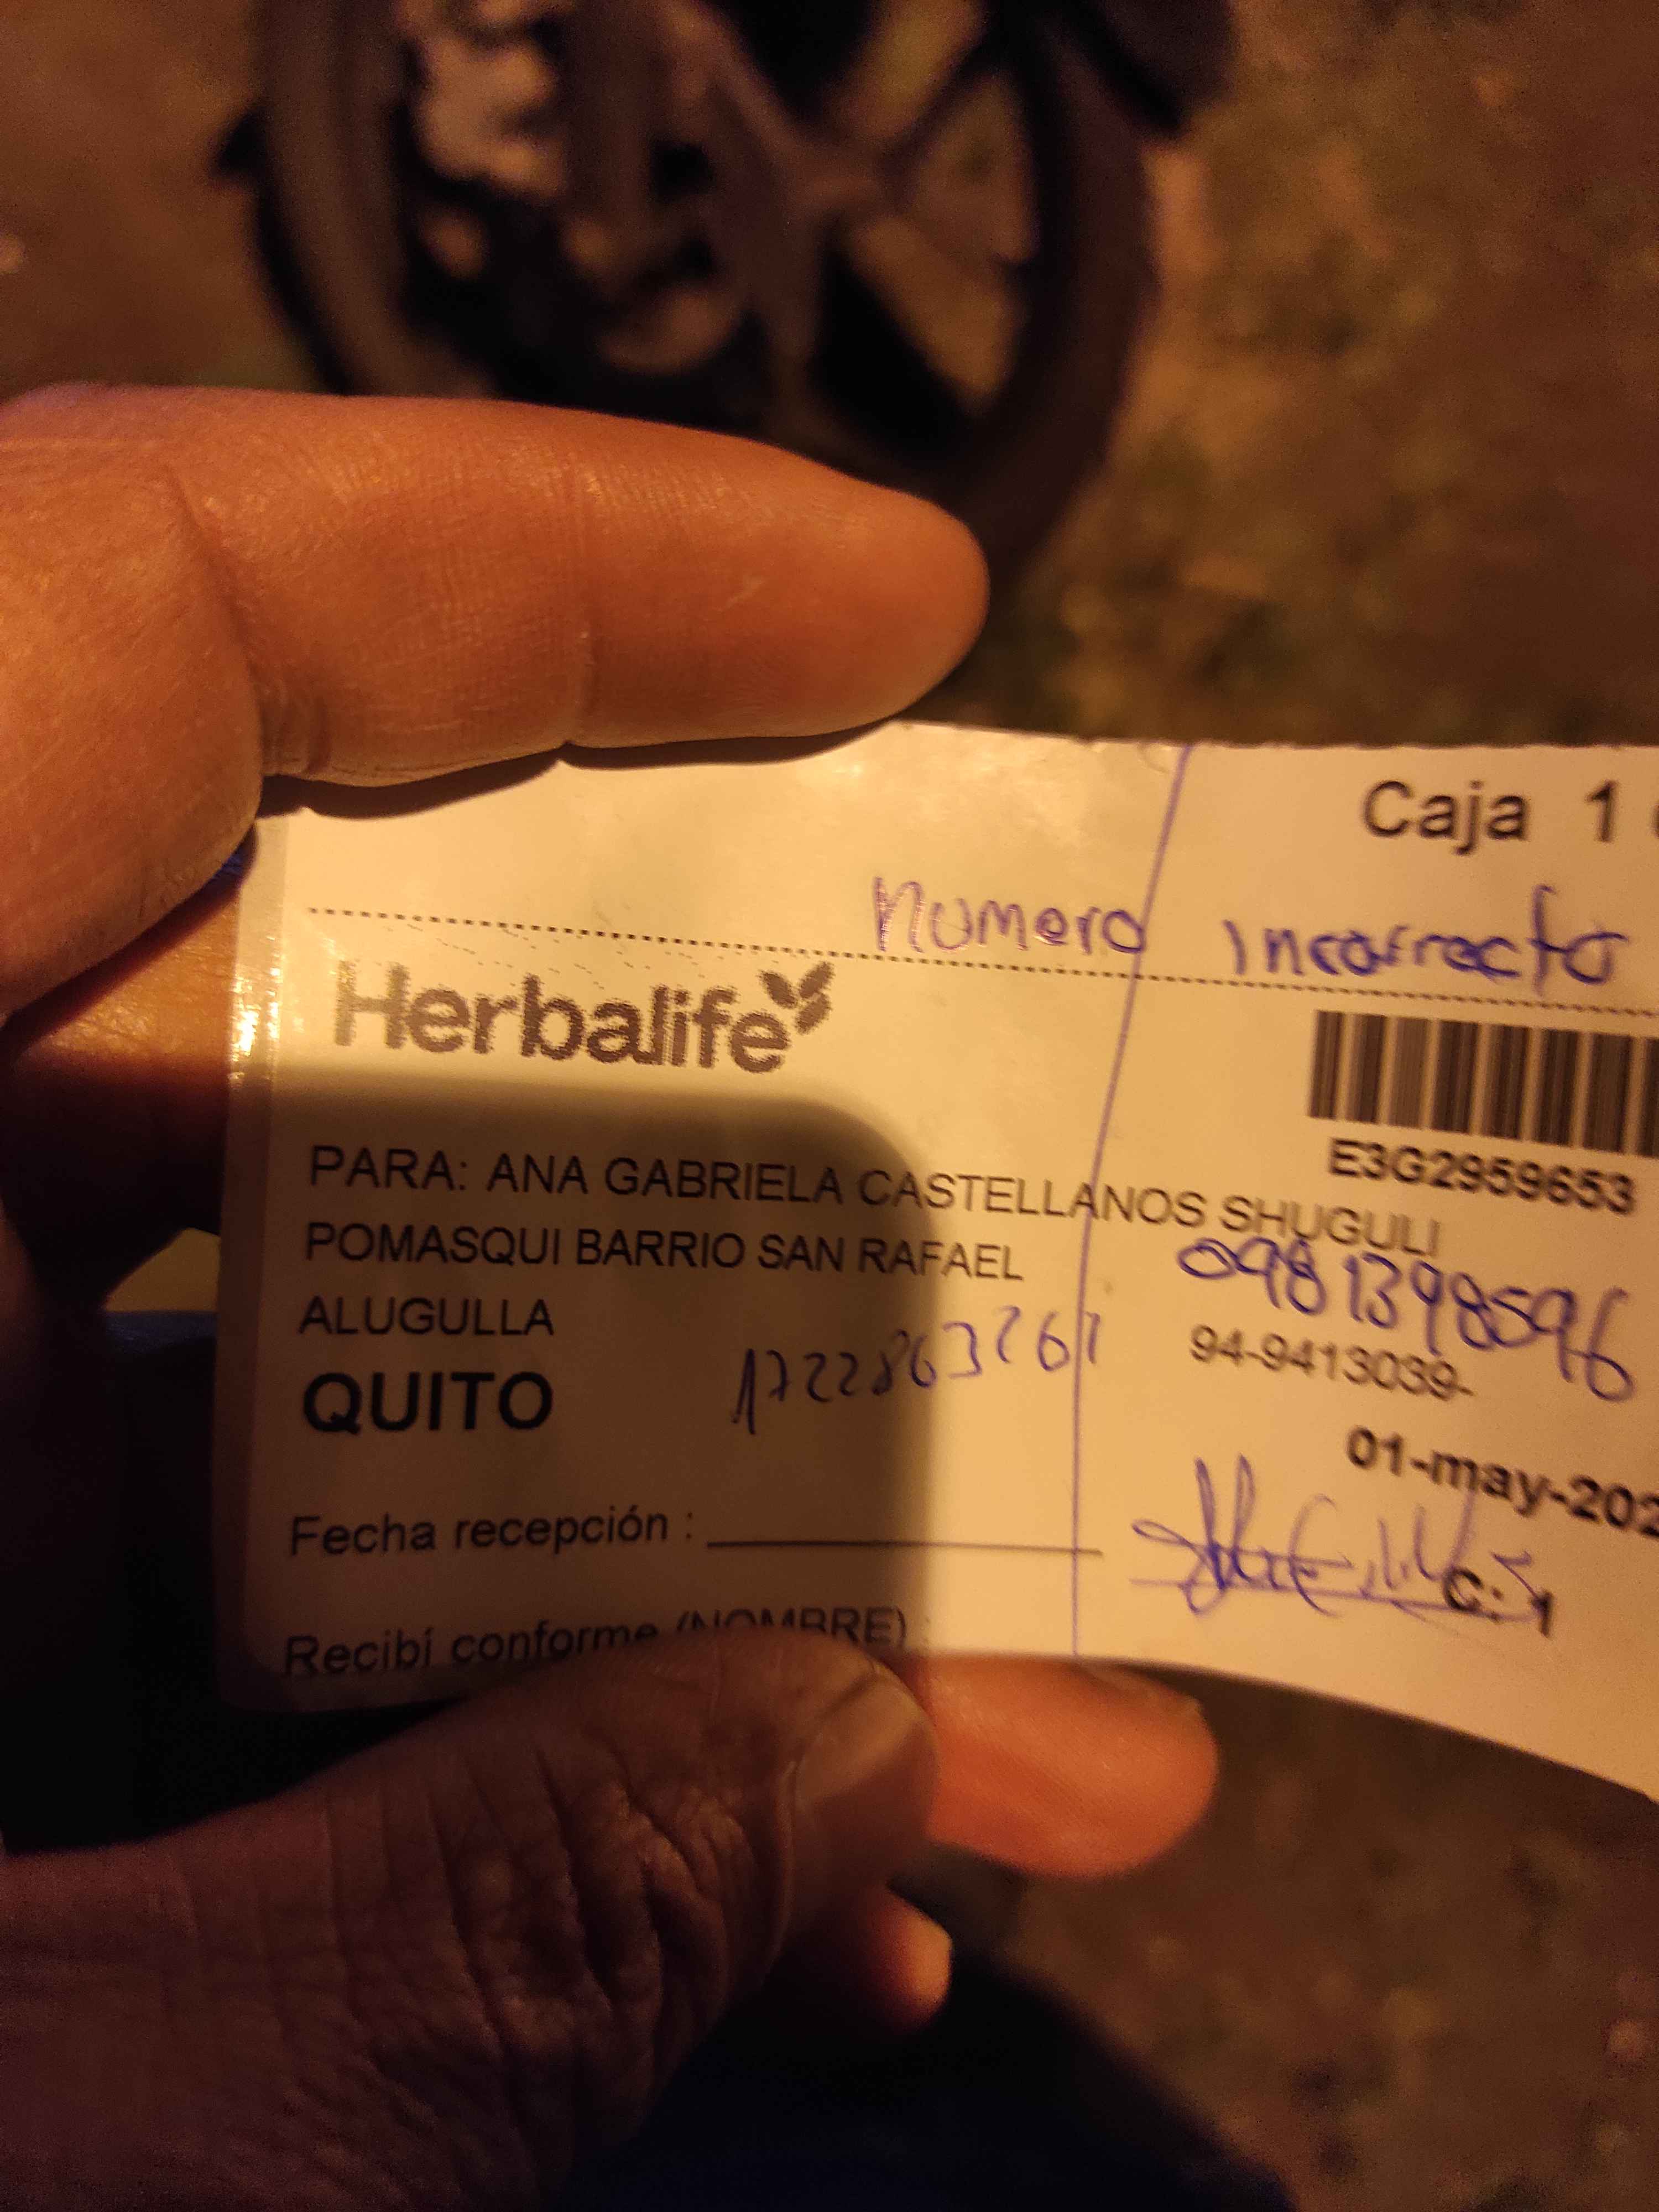 Caja 1
Numero incorrecto
Herbalife
E3G2959653
PARA: ANA GABRIELA CASTELLANOS SHUGULI
POMASQUI BARRIO SAN RAFAEL
0981398596
ALUGULLA
94-9413039-
QUITO
1722863261
01-may-202
Fecha recepción :
C: 1
Recibí conforme (NOMBRE)